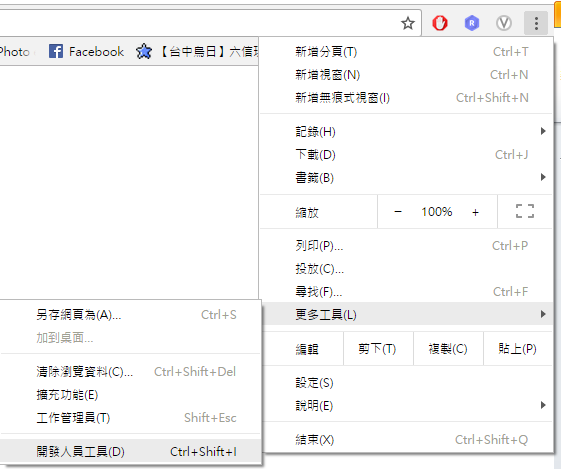 Photo
Facebook
【台中烏日】六信
新增分頁(T) Ctrl+T
新增視窗(N) Ctrl+N
新增無痕式視窗(I) Ctrl+Shift+N
記錄(H)
下載(D) Ctrl+J
書籤(B)
縮放 − 100% +
列印(P)... Ctrl+P
投放(C)...
尋找(F)... Ctrl+F
更多工具(L)
編輯 剪下(T) 複製(C) 貼上(P)
設定(S)
說明(E)
結束(X) Ctrl+Shift+Q
另存網頁為(A)... Ctrl+S
加到桌面...
清除瀏覽資料(C)... Ctrl+Shift+Del
擴充功能(E)
工作管理員(T) Shift+Esc
開發人員工具(D) Ctrl+Shift+I